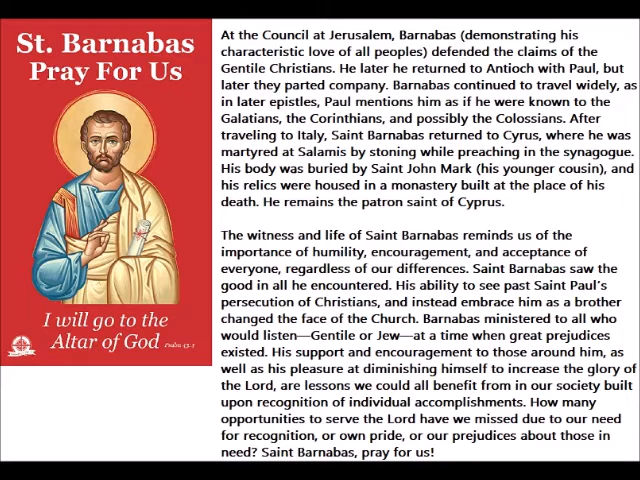 St. Barnabas
Pray For Us
I will go to the
Altar of God Psalm 43:4
At the Council at Jerusalem, Barnabas (demonstrating his
characteristic love of all peoples) defended the claims of the
Gentile Christians. He later he returned to Antioch with Paul, but
later they parted company. Barnabas continued to travel widely, as
in later epistles, Paul mentions him as if he were known to the
Galatians, the Corinthians, and possibly the Colossians. After
traveling to Italy, Saint Barnabas returned to Cyrus, where he was
martyred at Salamis by stoning while preaching in the synagogue.
His body was buried by Saint John Mark (his younger cousin), and
his relics were housed in a monastery built at the place of his
death. He remains the patron saint of Cyprus.
The witness and life of Saint Barnabas reminds us of the
importance of humility, encouragement, and acceptance of
everyone, regardless of our differences. Saint Barnabas saw the
good in all he encountered. His ability to see past Saint Paul's
persecution of Christians, and instead embrace him as a brother
changed the face of the Church. Barnabas ministered to all who
would listen—Gentile or Jew—at a time when great prejudices
existed. His support and encouragement to those around him, as
well as his pleasure at diminishing himself to increase the glory of
the Lord, are lessons we could all benefit from in our society built
upon recognition of individual accomplishments. How many
opportunities to serve the Lord have we missed due to our need
for recognition, or own pride, or our prejudices about those in
need? Saint Barnabas, pray for us!